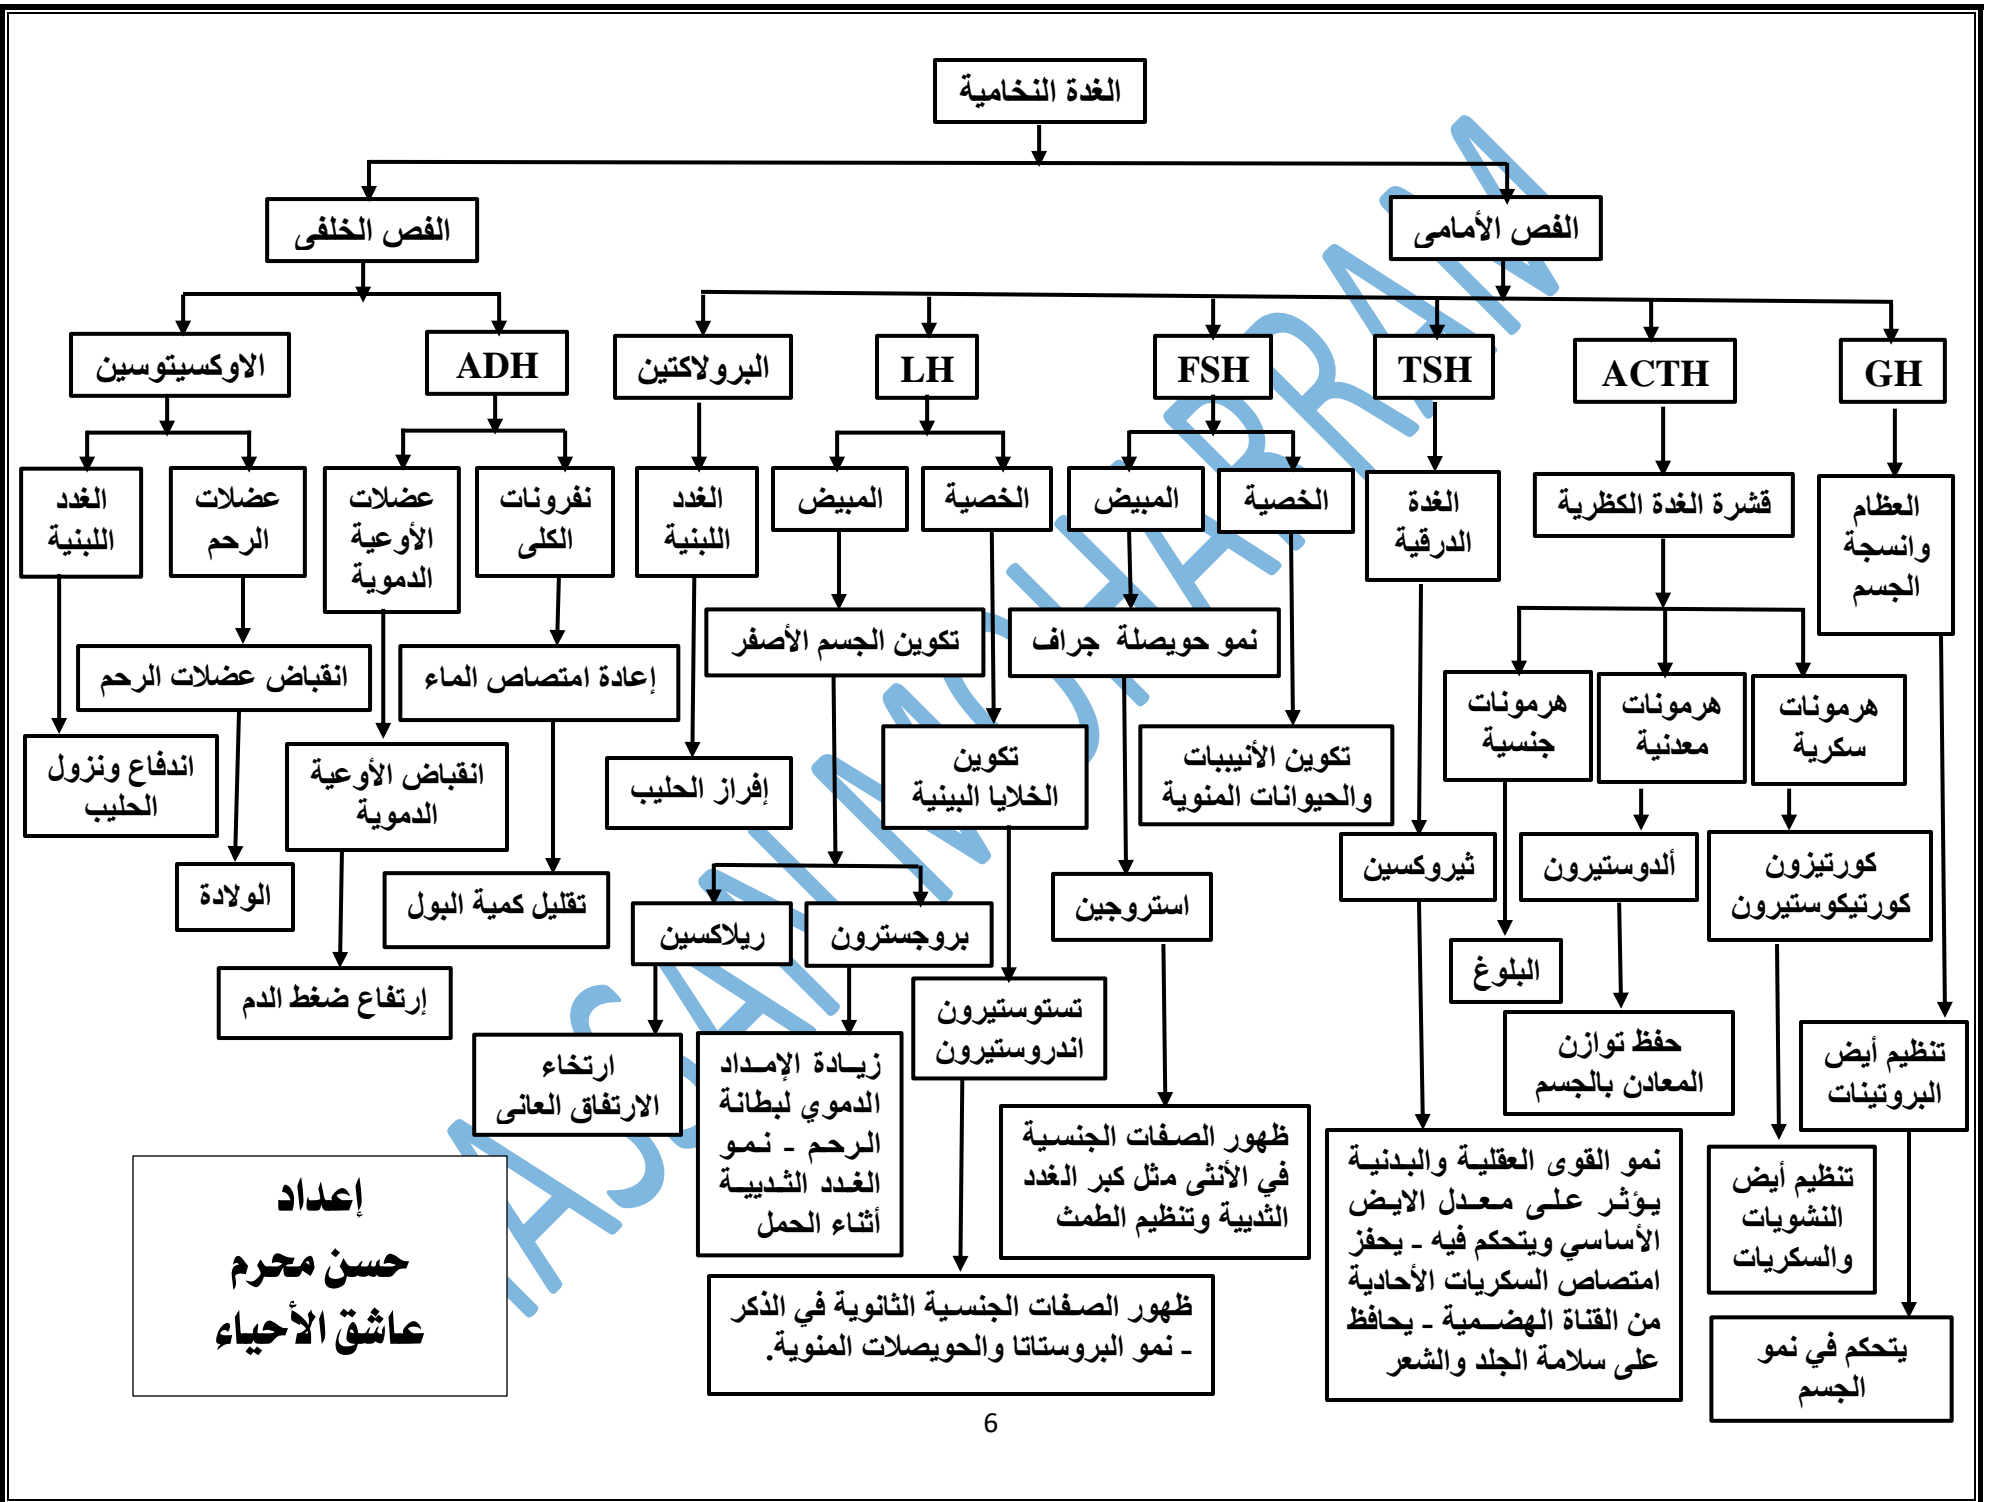 الغدة النخامية
الفص الأمامى
الفص الخلفى
GH
ACTH
TSH
FSH
LH
البرولاكتين
ADH
الاوكسيتوسين
العظام
وانسجة
الجسم
قشرة الغدة الكظرية
الغدة
الدرقية
الخصية
المبيض
الخصية
المبيض
الغدد
اللبنية
نفرونات
الكلى
عضلات
الأوعية
الدموية
عضلات
الرحم
الغدد
اللبنية
نمو حويصلة جراف
تكوين الجسم الأصفر
إعادة امتصاص الماء
انقباض عضلات الرحم
هرمونات
سكرية
هرمونات
معدنية
هرمونات
جنسية
تكوين الأنيببات
والحيوانات المنوية
تكوين
الخلايا البينية
إفراز الحليب
انقباض الأوعية
الدموية
اندفاع ونزول
الحليب
كورتيزون
كورتيكوستيرون
ألدوستيرون
ثيروكسين
استروجين
بروجسترون
ريلاكسين
تقليل كمية البول
الولادة
البلوغ
إرتفاع ضغط الدم
تستوستيرون
اندروستيرون
حفظ توازن
المعادن بالجسم
تنظيم أيض
البروتينات
ارتخاء
الارتفاق العانى
زيادة الإمداد
الدموي لبطانة
الرحم - نمو
الغدد الثديية
أثناء الحمل
ظهور الصفات الجنسية
في الأنثى مثل كبر الغدد
الثديية وتنظيم الطمث
نمو القوى العقلية والبدنية
يؤثر على معدل الايض
الأساسي ويتحكم فيه - يحفز
امتصاص السكريات الأحادية
من القناة الهضمية - يحافظ
على سلامة الجلد والشعر
تنظيم أيض
النشويات
والسكريات
ظهور الصفات الجنسية الثانوية في الذكر
- نمو البروستاتا والحويصلات المنوية.
يتحكم في نمو
الجسم
إعداد
حسن محرم
عاشق الأحياء
HASSAN MOHARRAM
6